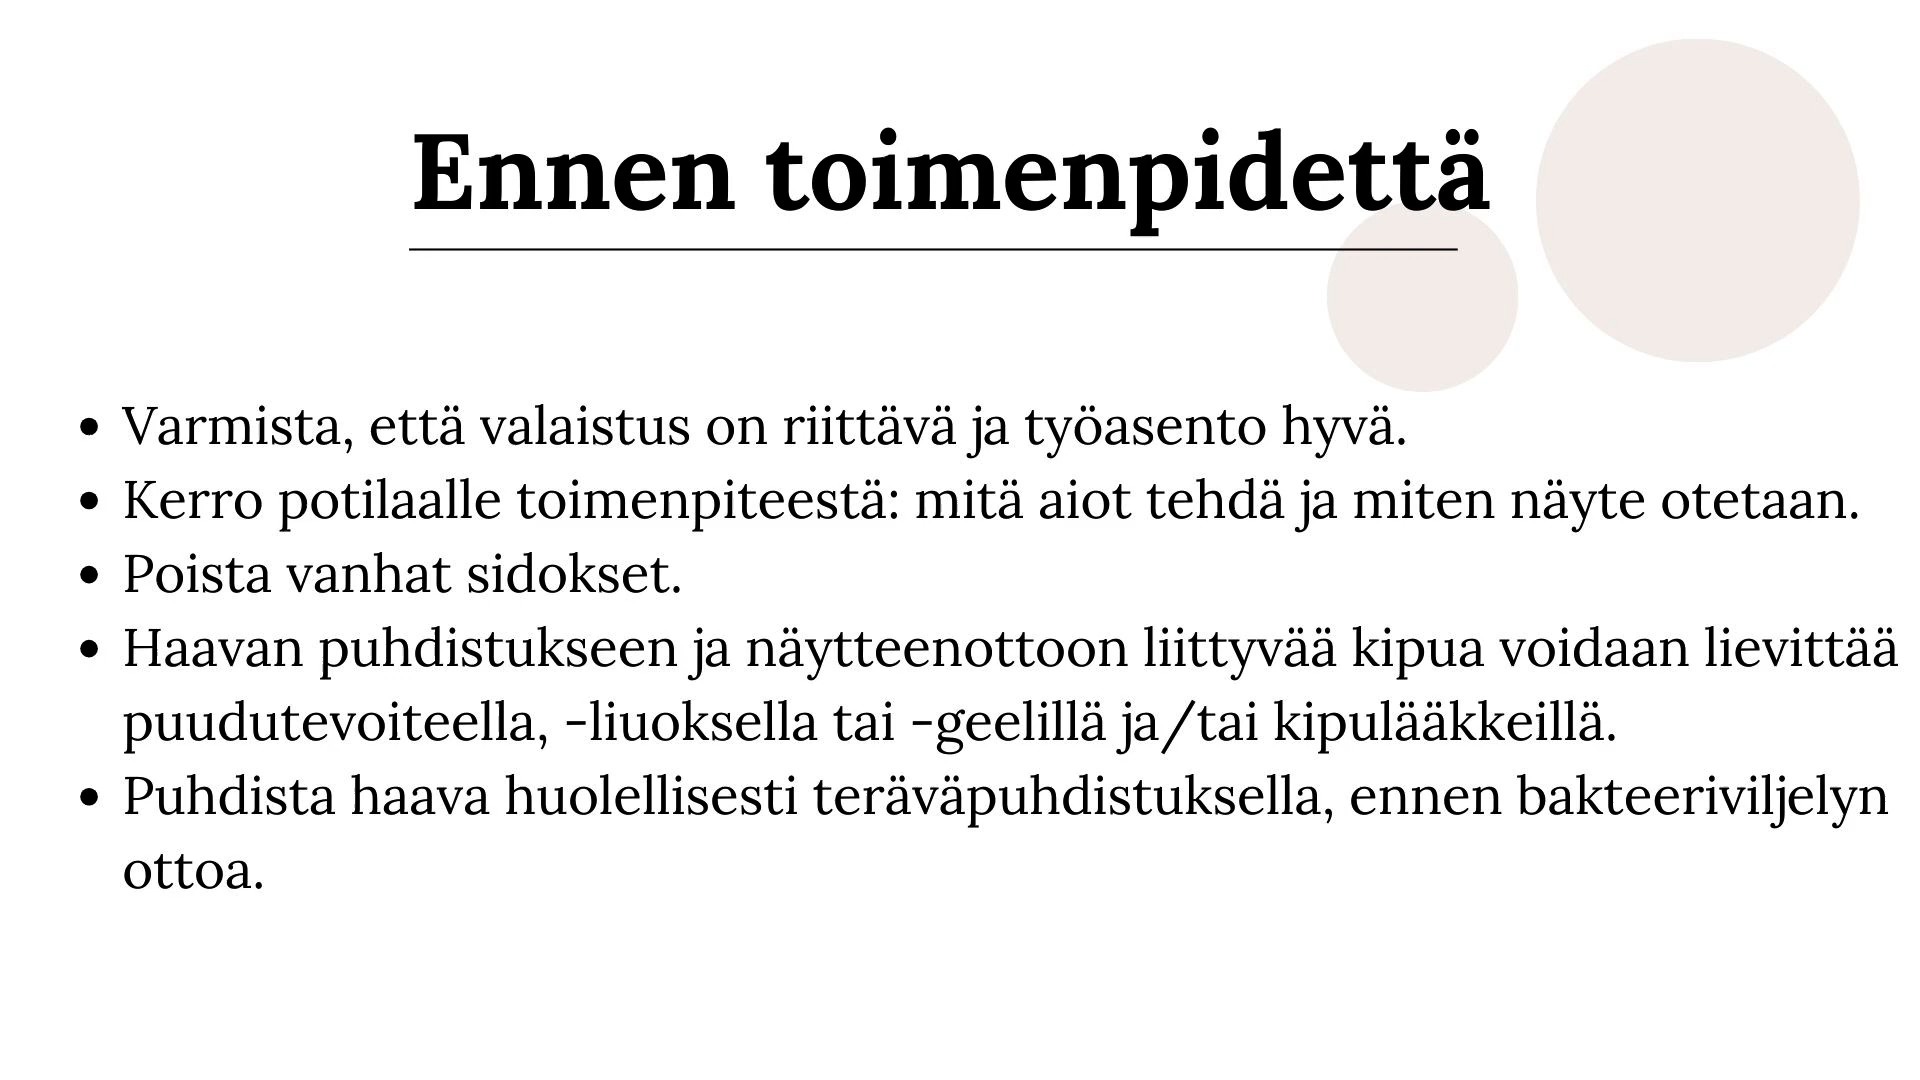 Ennen toimenpidettä
• Varmista, että valaistus on riittävä ja työasento hyvä.
• Kerro potilaalle toimenpiteestä: mitä aiot tehdä ja miten näyte otetaan.
• Poista vanhat sidokset.
• Haavan puhdistukseen ja näytteenottoon liittyvää kipua voidaan lievittää
puudutevoiteella, -liuoksella tai -geelillä ja/tai kipulääkkeillä.
• Puhdista haava huolellisesti teräväpuhdistuksella, ennen bakteeriviljelyn
ottoa.